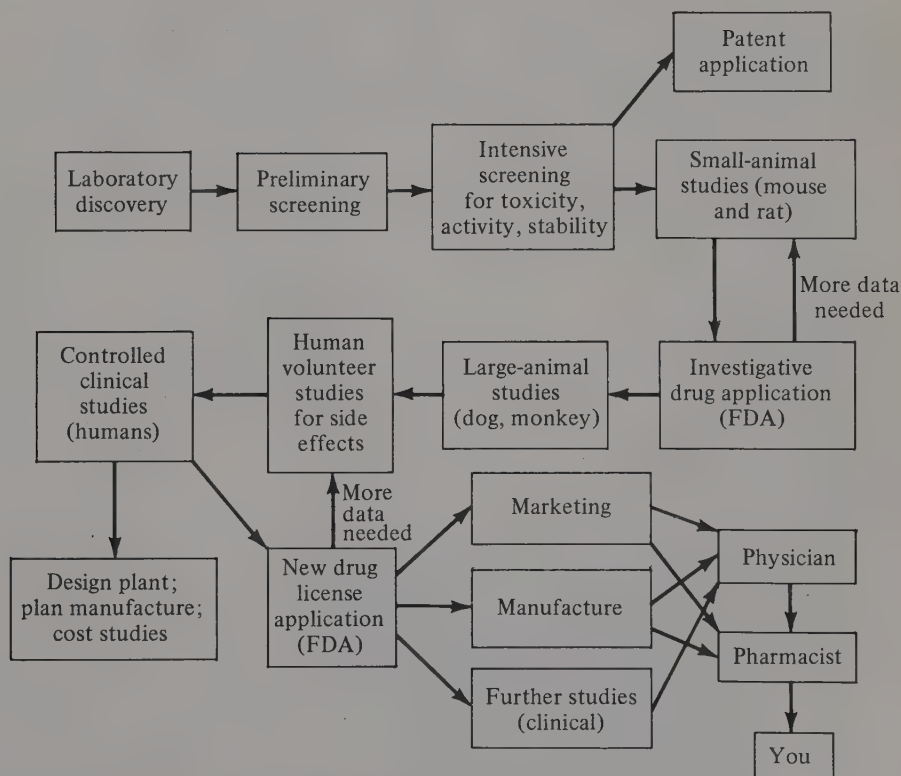 Patent
application
Laboratory
discovery
Preliminary
screening
Intensive
screening
for toxicity,
activity, stability
Small-animal
studies (mouse
and rat)
More data
needed
Controlled
clinical
studies
(humans)
Human
volunteer
studies
for side
effects
Large-animal
studies
(dog, monkey)
Investigative
drug application
(FDA)
More
data
needed
Design plant;
plan manufacture;
cost studies
New drug
license
application
(FDA)
Marketing
Manufacture
Further studies
(clinical)
Physician
Pharmacist
You